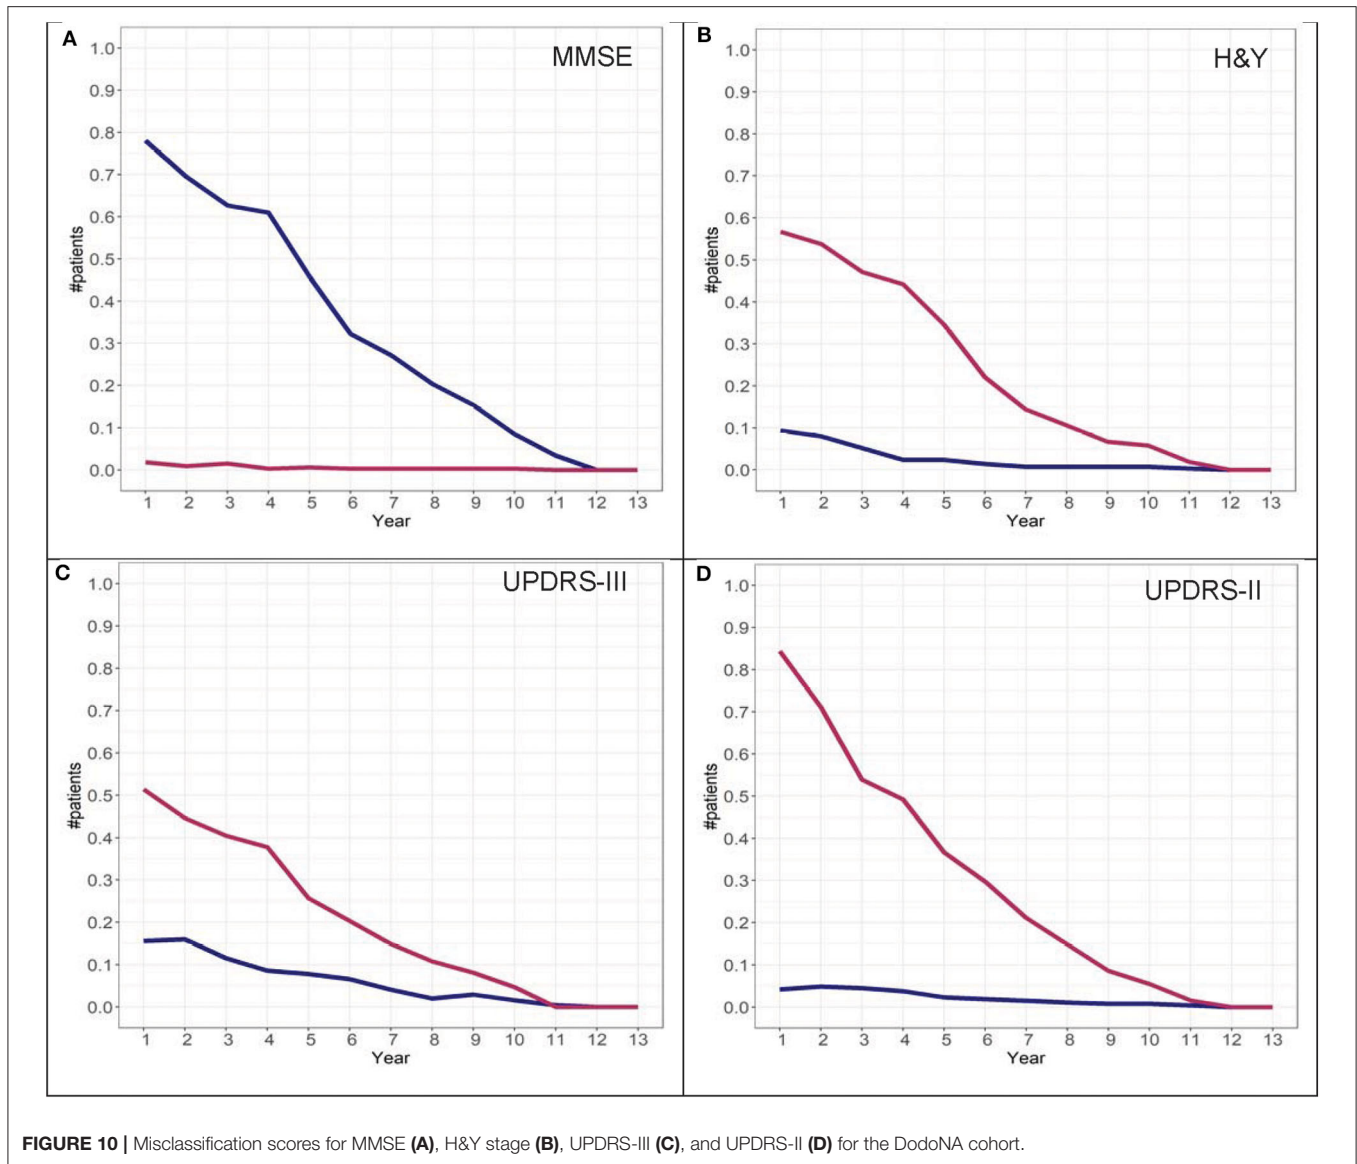 A
MMSE
1.0
0.9
0.8
0.7
0.6
0.5
0.4
0.3
0.2
0.1
0.0
#patients
1 2 3 4 5 6 7 8 9 10 11 12 13
Year
B
H&Y
1.0
0.9
0.8
0.7
0.6
0.5
0.4
0.3
0.2
0.1
0.0
#patients
1 2 3 4 5 6 7 8 9 10 11 12 13
Year
C
UPDRS-III
1.0
0.9
0.8
0.7
0.6
0.5
0.4
0.3
0.2
0.1
0.0
#patients
1 2 3 4 5 6 7 8 9 10 11 12 13
Year
D
UPDRS-II
1.0
0.9
0.8
0.7
0.6
0.5
0.4
0.3
0.2
0.1
0.0
#patients
1 2 3 4 5 6 7 8 9 10 11 12 13
Year
FIGURE 10 | Misclassification scores for MMSE (A), H&Y stage (B), UPDRS-III (C), and UPDRS-II (D) for the DodoNA cohort.